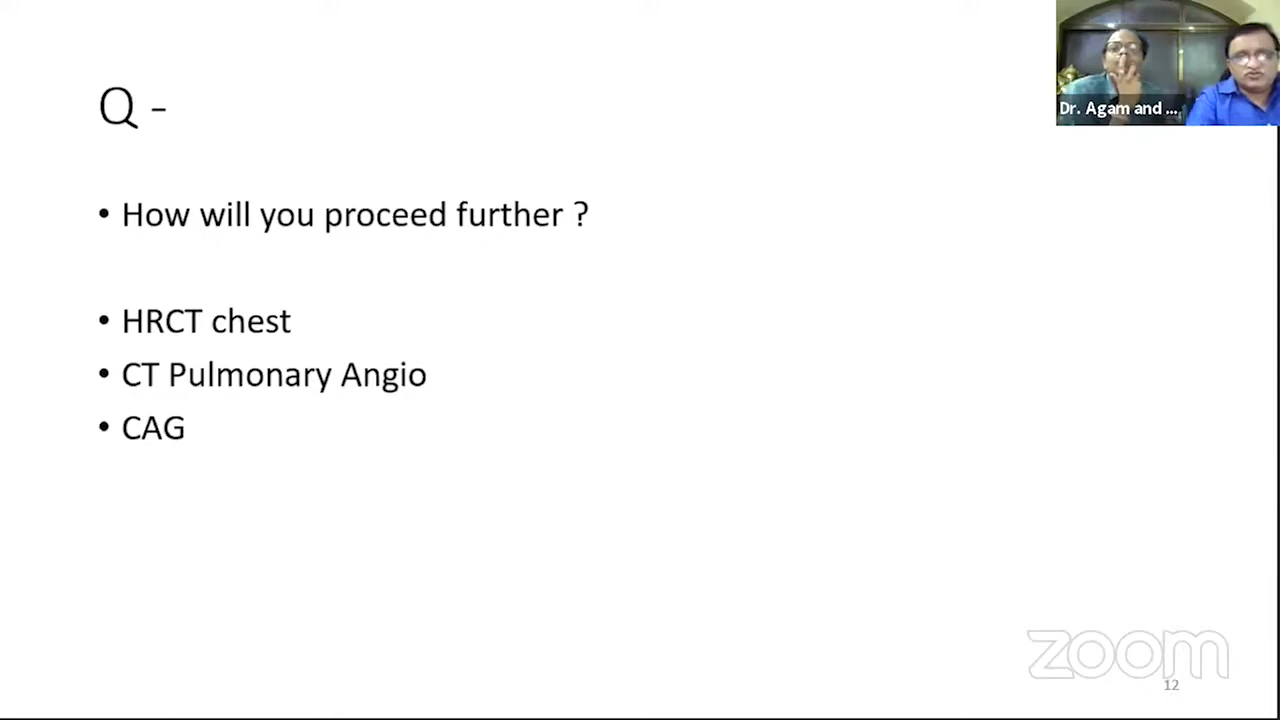 Q -
Dr. Agam and ...
• How will you proceed further ?
• HRCT chest
• CT Pulmonary Angio
• CAG
zoom
12